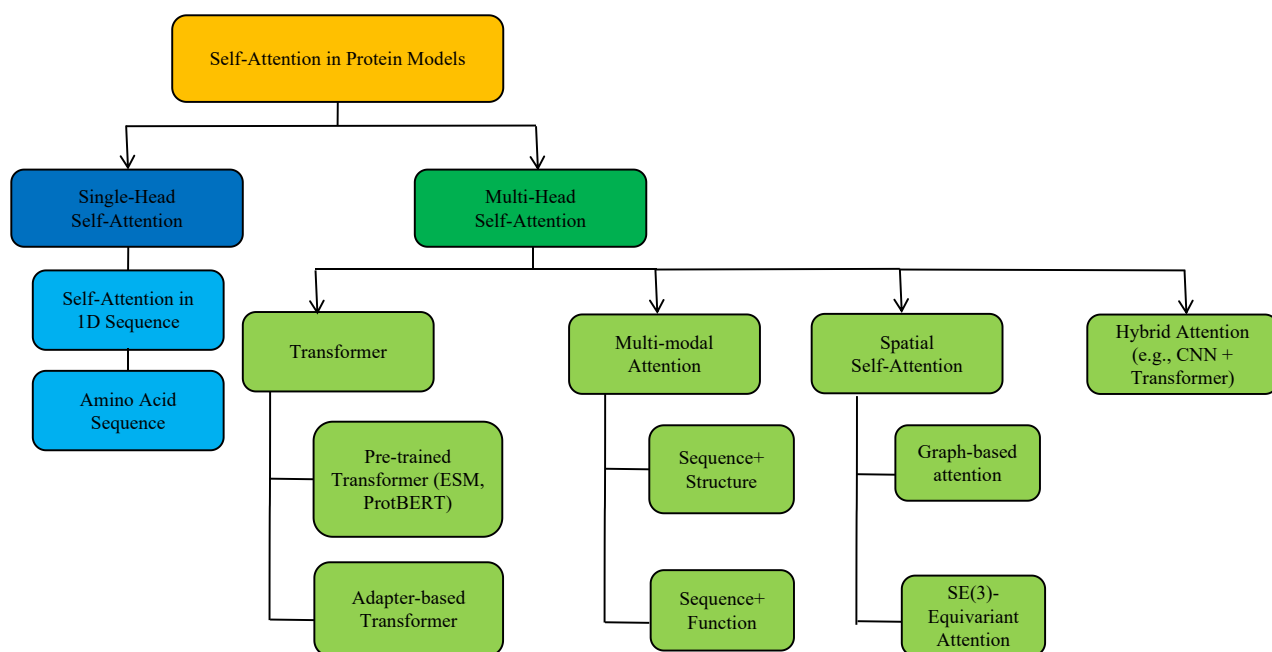 Self-Attention in Protein Models
Single-Head
Self-Attention
Multi-Head
Self-Attention
Self-Attention in
1D Sequence
Amino Acid
Sequence
Transformer
Multi-modal
Attention
Spatial
Self-Attention
Hybrid Attention
(e.g., CNN +
Transformer)
Pre-trained
Transformer (ESM,
ProtBERT)
Sequence+
Structure
Graph-based
attention
Adapter-based
Transformer
Sequence+
Function
SE(3)-
Equivariant
Attention